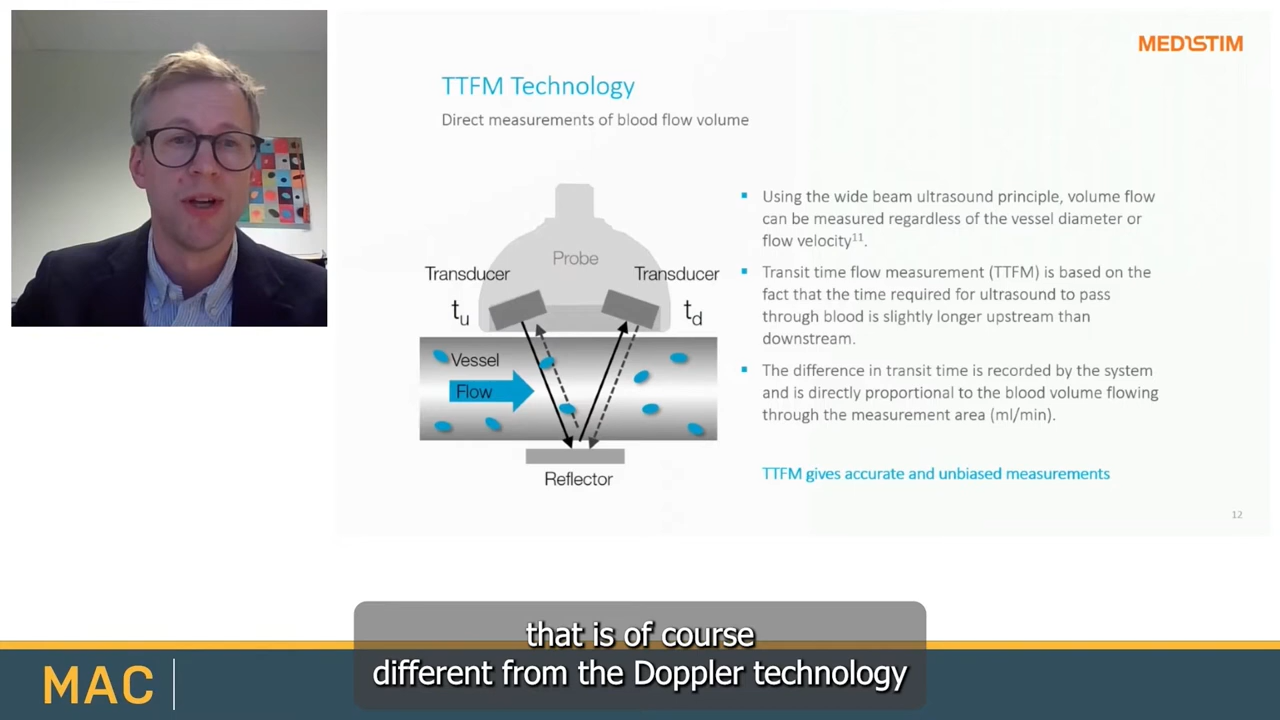 MEDISTIM
TTFM Technology
Direct measurements of blood flow volume
Probe
Transducer
Transducer
tu
td
Vessel
Flow
Reflector
▪ Using the wide beam ultrasound principle, volume flow
can be measured regardless of the vessel diameter or
flow velocity¹¹.
▪ Transit time flow measurement (TTFM) is based on the
fact that the time required for ultrasound to pass
through blood is slightly longer upstream than
downstream.
▪ The difference in transit time is recorded by the system
and is directly proportional to the blood volume flowing
through the measurement area (ml/min).
TTFM gives accurate and unbiased measurements
12
that is of course
different from the Doppler technology
MAC